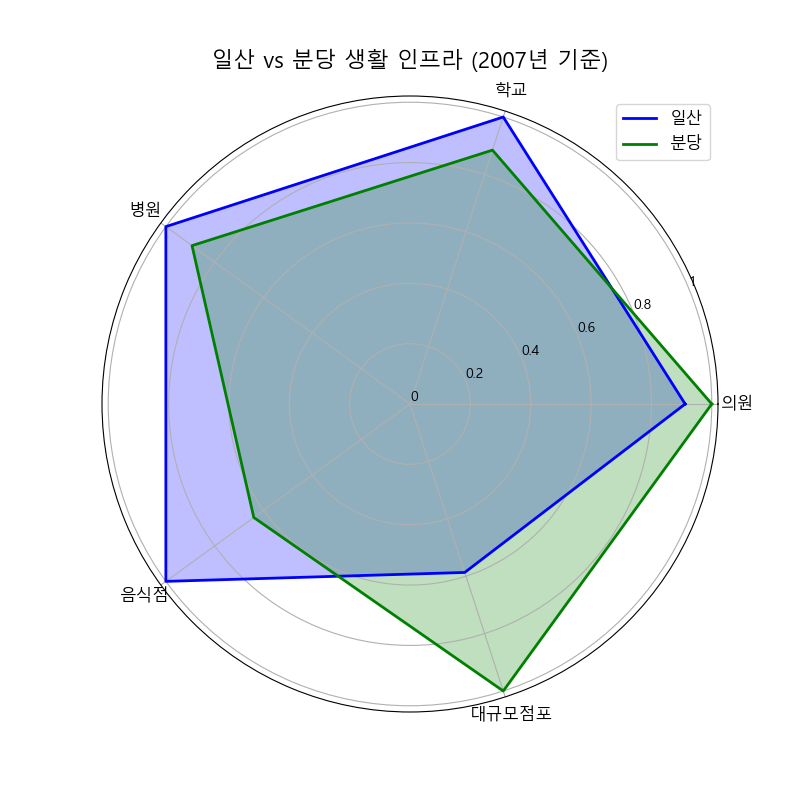 일산 vs 분당 생활 인프라 (2007년 기준)
학교
일산
분당
병원
1
0.8
0.6
0.4
0.2
0
의원
음식점
대규모점포